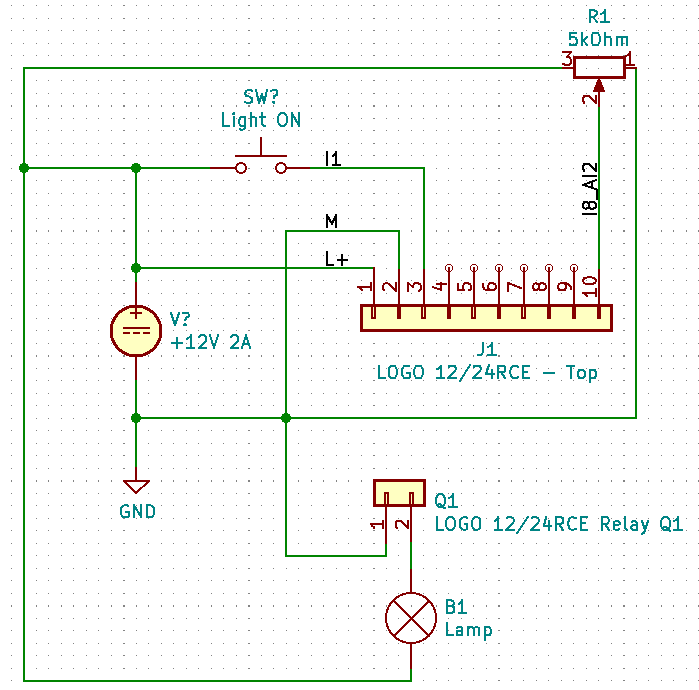 R1
5kOhm
3
1
2
SW?
Light ON
I1
I8_AI2
M
L+
1
2
3
4
5
6
7
8
9
10
V?
+12V 2A
J1
LOGO 12/24RCE – Top
GND
Q1
LOGO 12/24RCE Relay Q1
1
2
B1
Lamp